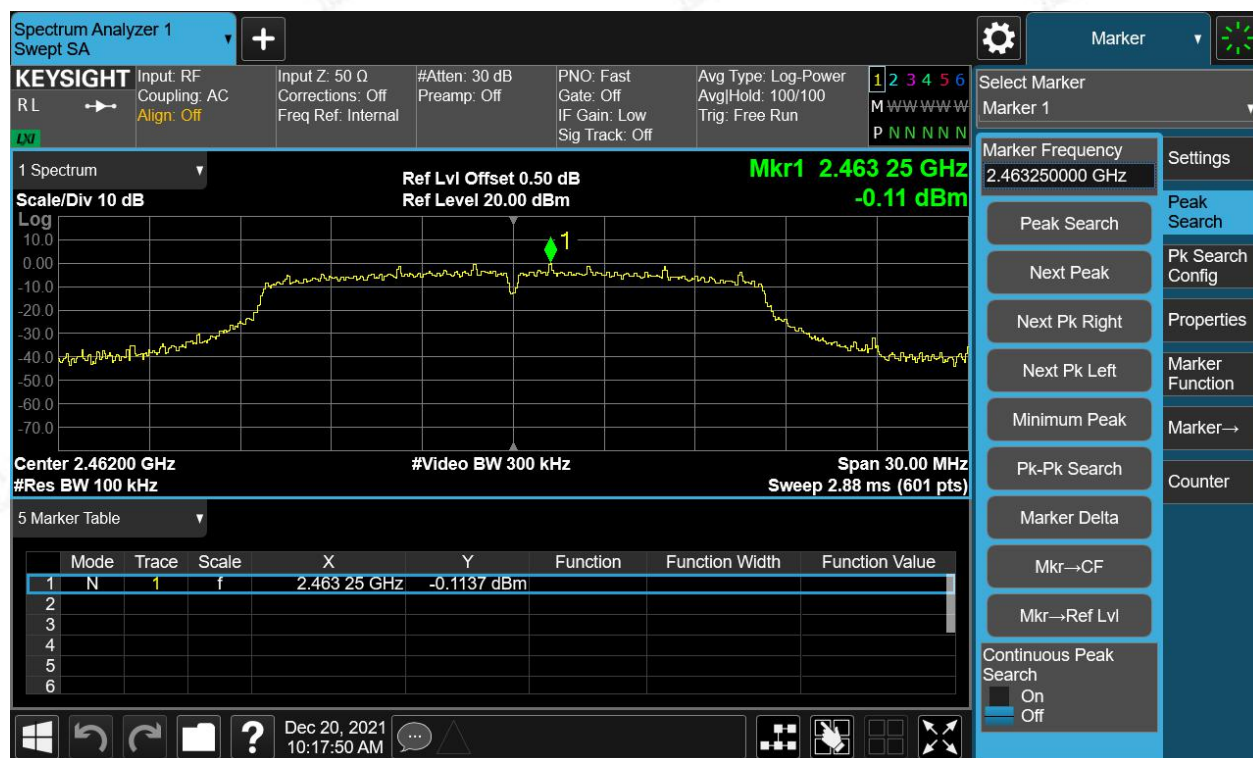 Spectrum Analyzer 1
Swept SA
+
Marker
KEYSIGHT
RL
LXI
Input: RF
Coupling: AC
Align: Off
Input Z: 50 Ω
Corrections: Off
Freq Ref: Internal
#Atten: 30 dB
Preamp: Off
PNO: Fast
Gate: Off
IF Gain: Low
Sig Track: Off
Avg Type: Log-Power
Avg|Hold: 100/100
Trig: Free Run
1 2 3 4 5 6
M W W W W W
P N N N N N
Select Marker
Marker 1
1 Spectrum
Scale/Div 10 dB
Ref Lvl Offset 0.50 dB
Ref Level 20.00 dBm
Mkr1 2.463 25 GHz
-0.11 dBm
Log
10.0
0.00
-10.0
-20.0
-30.0
-40.0
-50.0
-60.0
-70.0
1
Center 2.46200 GHz
#Video BW 300 kHz
Span 30.00 MHz
#Res BW 100 kHz
Sweep 2.88 ms (601 pts)
5 Marker Table
Mode Trace Scale X Y Function Function Width Function Value
1 N 1 f 2.463 25 GHz -0.1137 dBm
2
3
4
5
6
Marker Frequency
2.463250000 GHz
Peak Search
Next Peak
Next Pk Right
Next Pk Left
Minimum Peak
Pk-Pk Search
Marker Delta
Mkr→CF
Mkr→Ref Lvl
Continuous Peak
Search
On
Off
Settings
Peak
Search
Pk Search
Config
Properties
Marker
Function
Marker→
Counter
?
Dec 20, 2021
10:17:50 AM